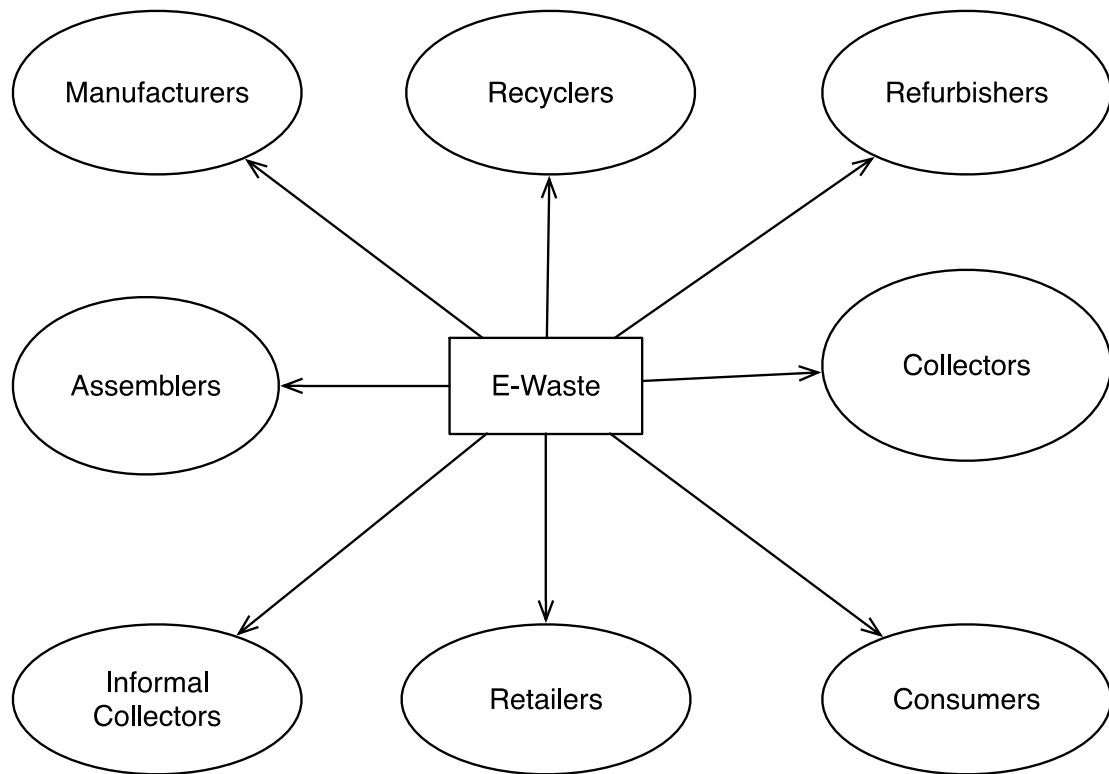 Manufacturers
Recyclers
Refurbishers
Assemblers
E-Waste
Collectors
Informal
Collectors
Retailers
Consumers